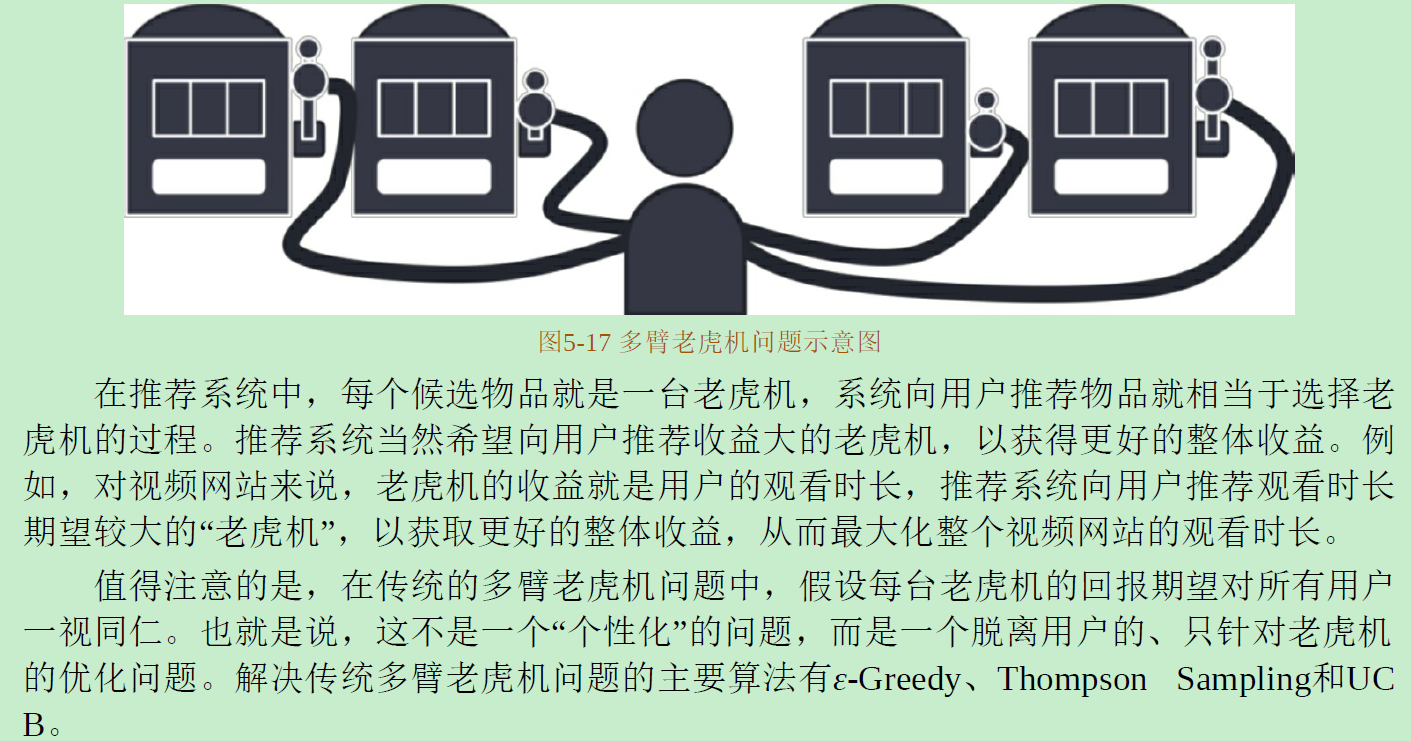 图5-17 多臂老虎机问题示意图
在推荐系统中，每个候选物品就是一台老虎机，系统向用户推荐物品就相当于选择老
虎机的过程。推荐系统当然希望向用户推荐收益大的老虎机，以获得更好的整体收益。例
如，对视频网站来说，老虎机的收益就是用户的观看时长，推荐系统向用户推荐观看时长
期望较大的“老虎机”，以获取更好的整体收益，从而最大化整个视频网站的观看时长。
值得注意的是，在传统的多臂老虎机问题中，假设每台老虎机的回报期望对所有用户
一视同仁。也就是说，这不是一个“个性化”的问题，而是一个脱离用户的、只针对老虎机
的优化问题。解决传统多臂老虎机问题的主要算法有ε-Greedy、Thompson Sampling和UC
B。